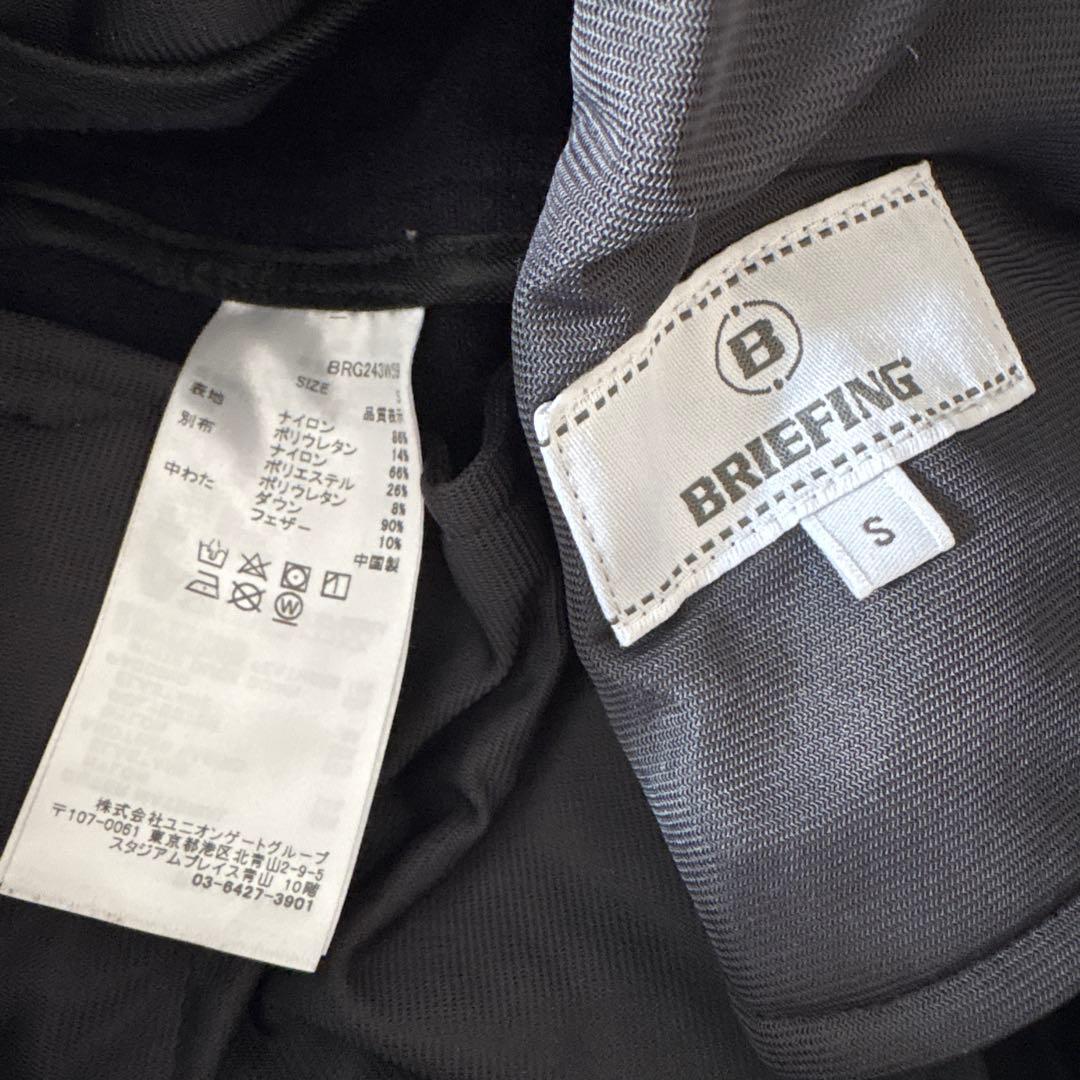 BRG243W59
SIZE S
品質表示
表地 ナイロン 86%
ポリウレタン 14%
別布 ナイロン 66%
ポリエステル 26%
ポリウレタン 8%
中わた ダウン 90%
フェザー 10%
中国製
W
株式会社ユニオンゲートグループ
〒107-0061 東京都港区北青山2-9-5
スタジアムプレイス青山 10階
03-6427-3901
B
BRIEFING
S